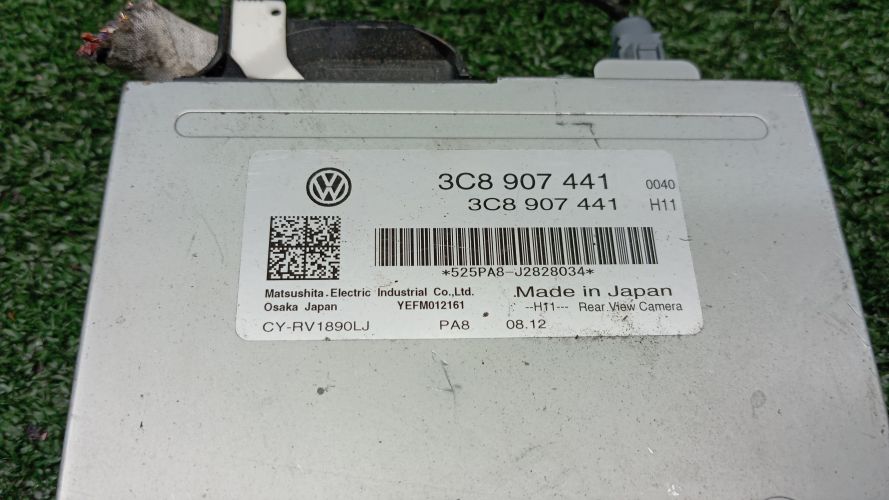 3C8 907 441 0040
3C8 907 441 H11
*525PA8-J2828034*
Matsushita Electric Industrial Co.,Ltd. Made in Japan
Osaka Japan YEFM012161 --H11--- Rear View Camera
CY-RV1890LJ PA8 08.12